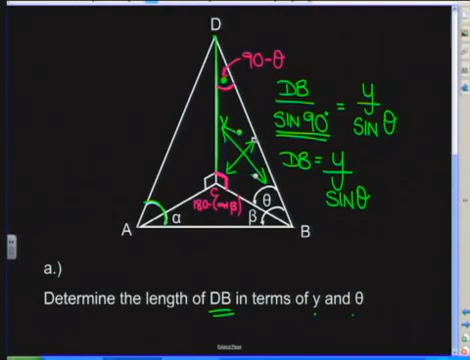 D
90-θ
DB
sin 90° = y
sin θ
DB = y
sin θ
y
C
180-(α+β)
A
α
β
θ
B
a.)
Determine the length of DB in terms of y and θ